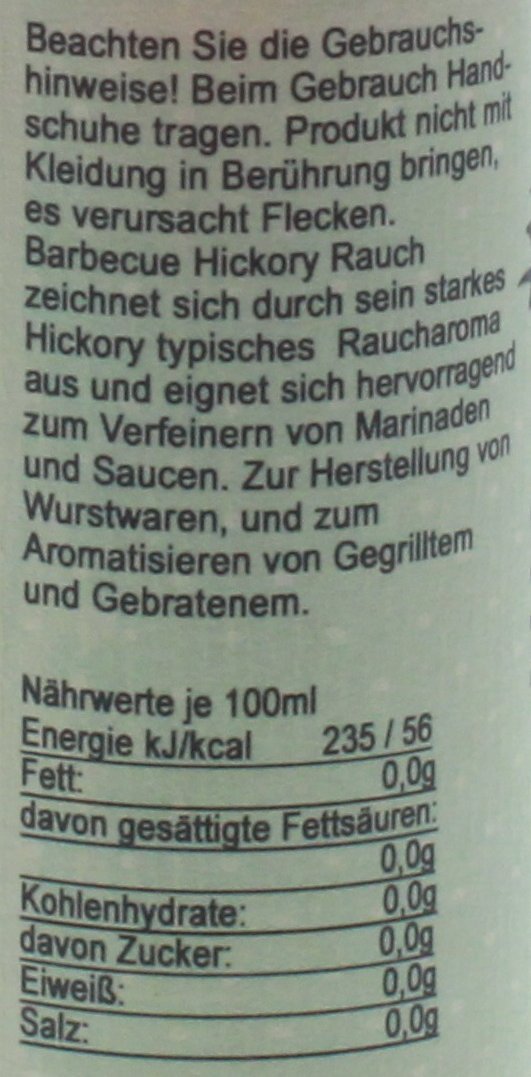 Beachten Sie die Gebrauchs-
hinweise! Beim Gebrauch Hand-
schuhe tragen. Produkt nicht mit
Kleidung in Berührung bringen,
es verursacht Flecken.
Barbecue Hickory Rauch
zeichnet sich durch sein starkes
Hickory typisches Raucharoma
aus und eignet sich hervorragend
zum Verfeinern von Marinaden
und Saucen. Zur Herstellung von
Wurstwaren, und zum
Aromatisieren von Gegrilltem
und Gebratenem.
Nährwerte je 100ml
Energie kJ/kcal 235 / 56
Fett: 0,0g
davon gesättigte Fettsäuren:
0,0g
Kohlenhydrate: 0,0g
davon Zucker: 0,0g
Eiweiß: 0,0g
Salz: 0,0g